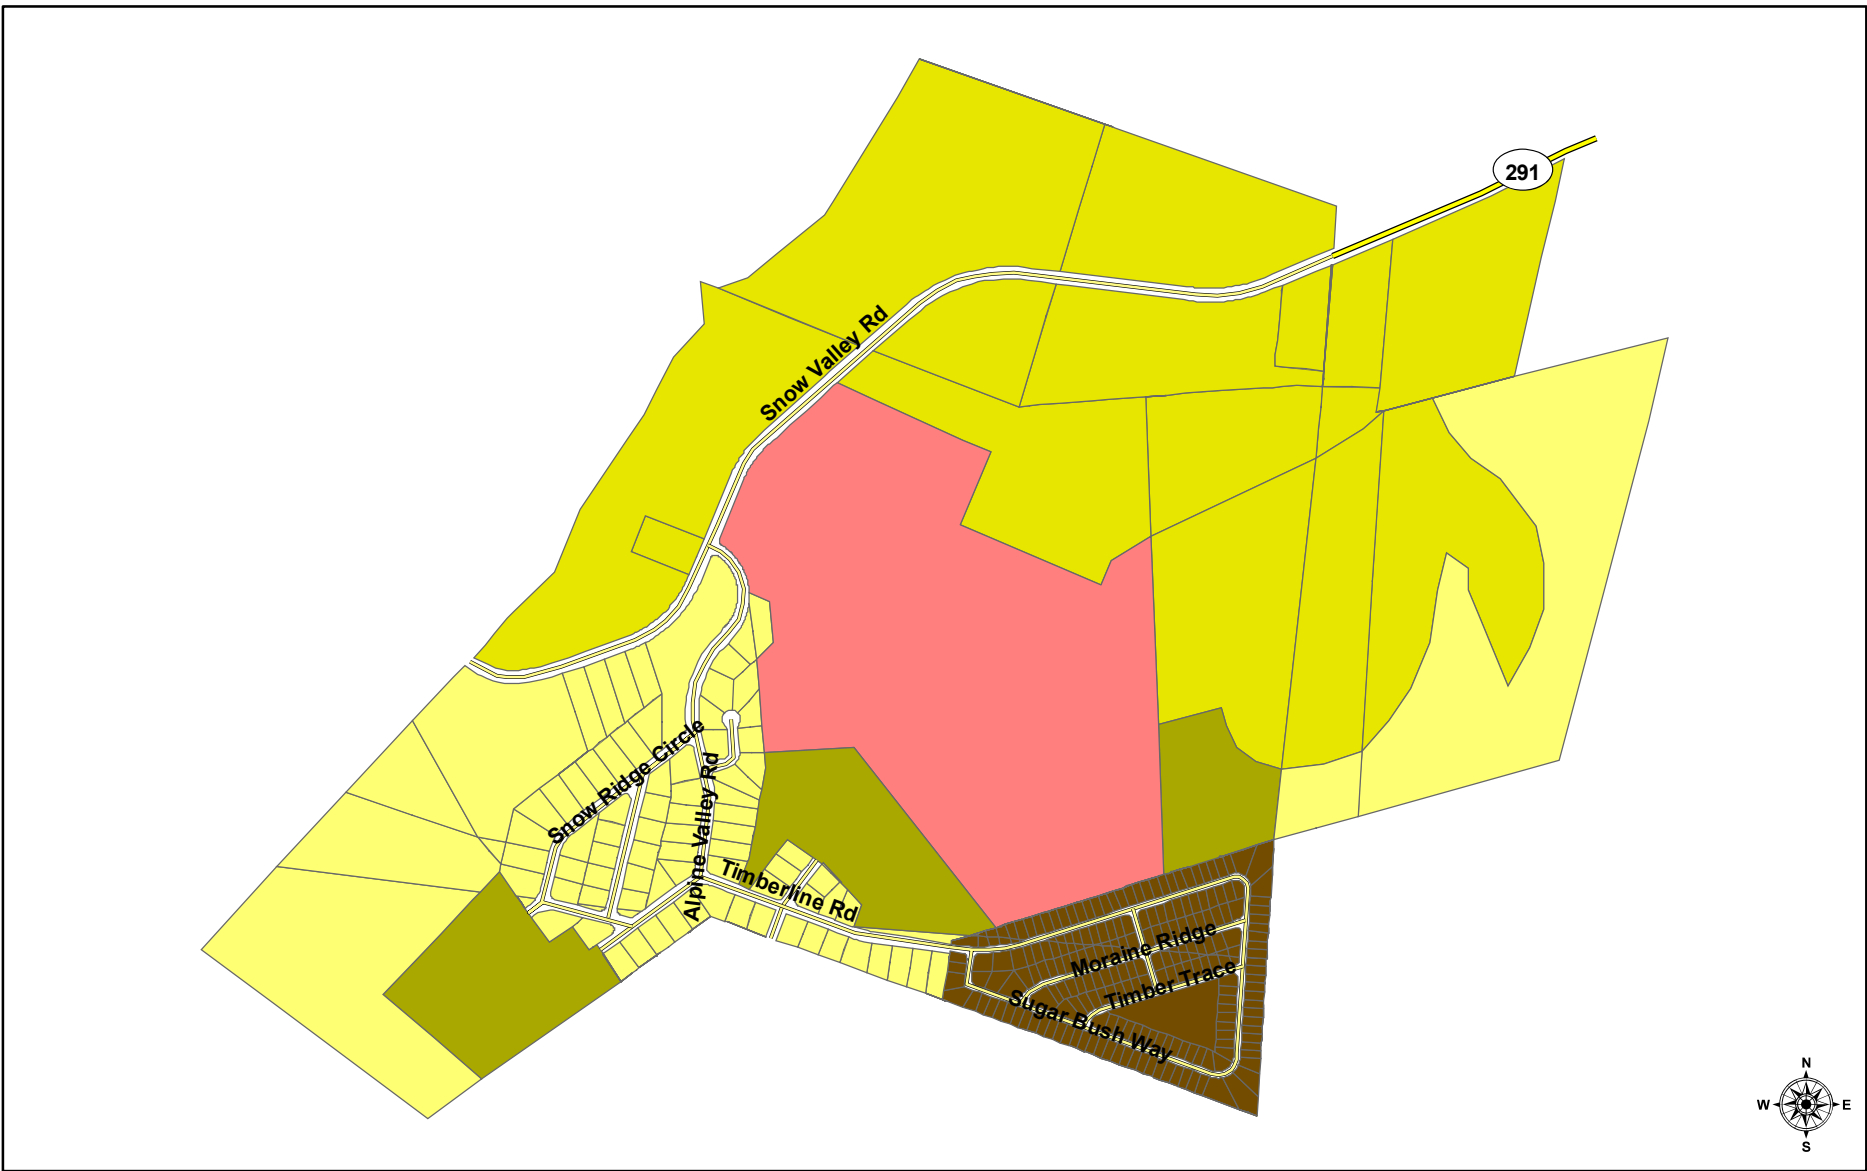 291
Snow Valley Rd
Snow Ridge Circle
Alpine Valley Rd
Timberline Rd
Moraine Ridge
Timber Trace
Sugar Bush Way
N
W
E
S